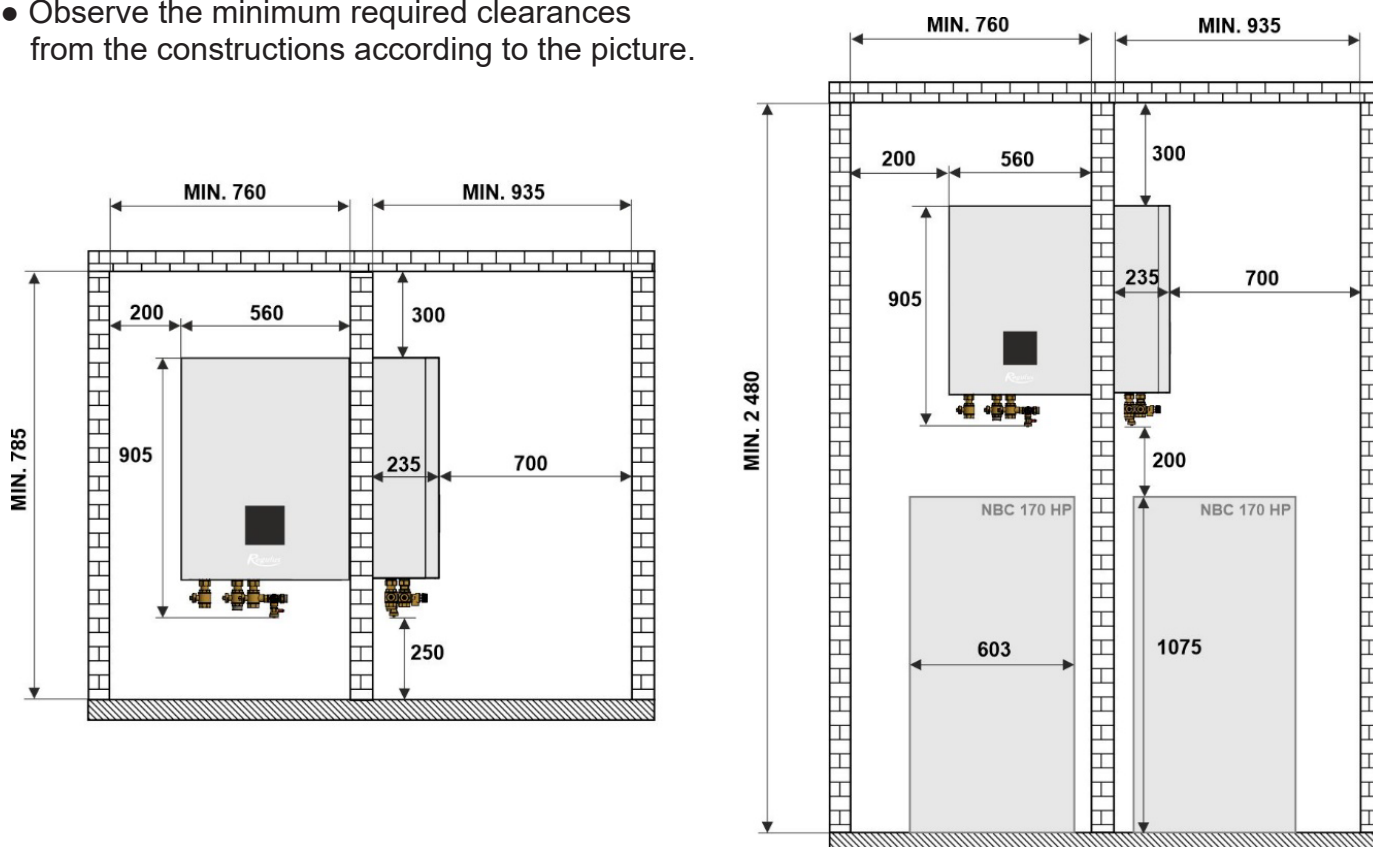 ● Observe the minimum required clearances
from the constructions according to the picture.
MIN. 760
MIN. 935
200
560
300
905
235
700
MIN. 785
250
Regulus
MIN. 760
MIN. 935
200
560
300
905
235
700
MIN. 2 480
Regulus
200
NBC 170 HP
NBC 170 HP
603
1075